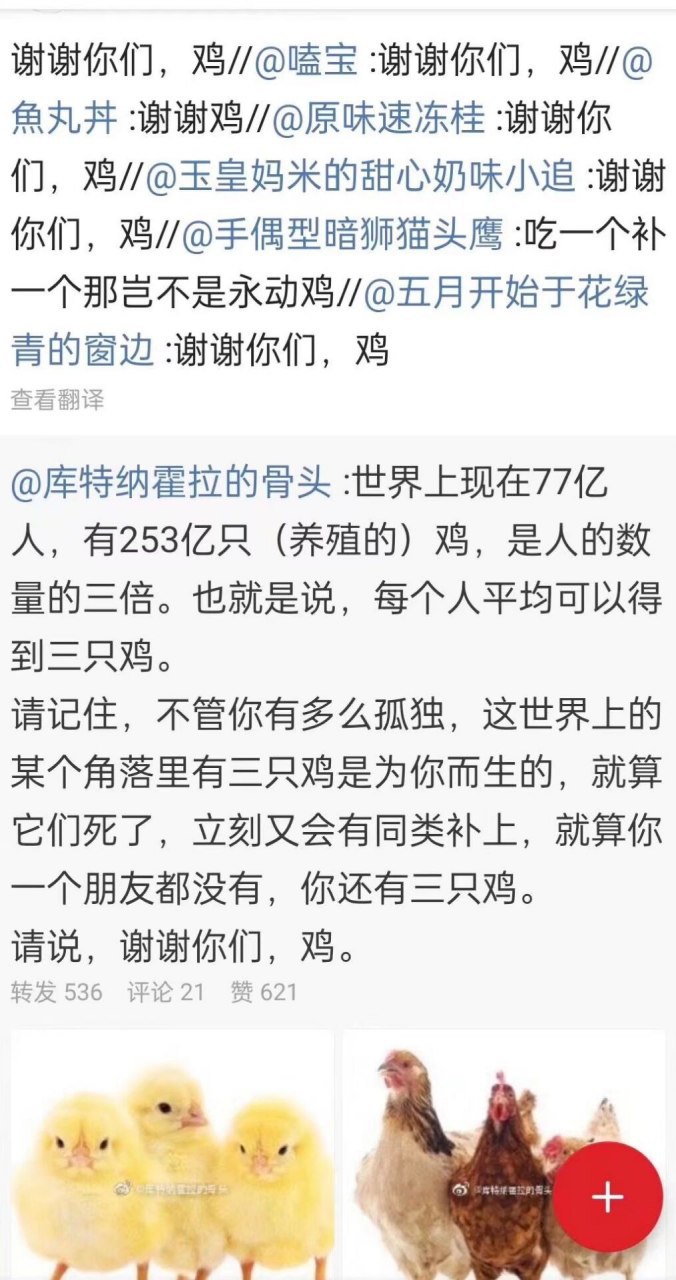 谢谢你们，鸡//@嗑宝 :谢谢你们，鸡//@
魚丸丼 :谢谢鸡//@原味速冻桂 :谢谢你
们，鸡//@玉皇妈米的甜心奶味小追 :谢谢
你们，鸡//@手偶型暗狮猫头鹰 :吃一个补
一个那岂不是永动鸡//@五月开始于花绿
青的窗边 :谢谢你们，鸡
查看翻译
@库特纳霍拉的骨头 :世界上现在77亿
人，有253亿只（养殖的）鸡，是人的数
量的三倍。也就是说，每个人平均可以得
到三只鸡。
请记住，不管你有多么孤独，这世界上的
某个角落里有三只鸡是为你而生的，就算
它们死了，立刻又会有同类补上，就算你
一个朋友都没有，你还有三只鸡。
请说，谢谢你们，鸡。
转发 536 评论 21 赞 621
@库特纳霍拉的骨头
@库特纳霍拉的骨头